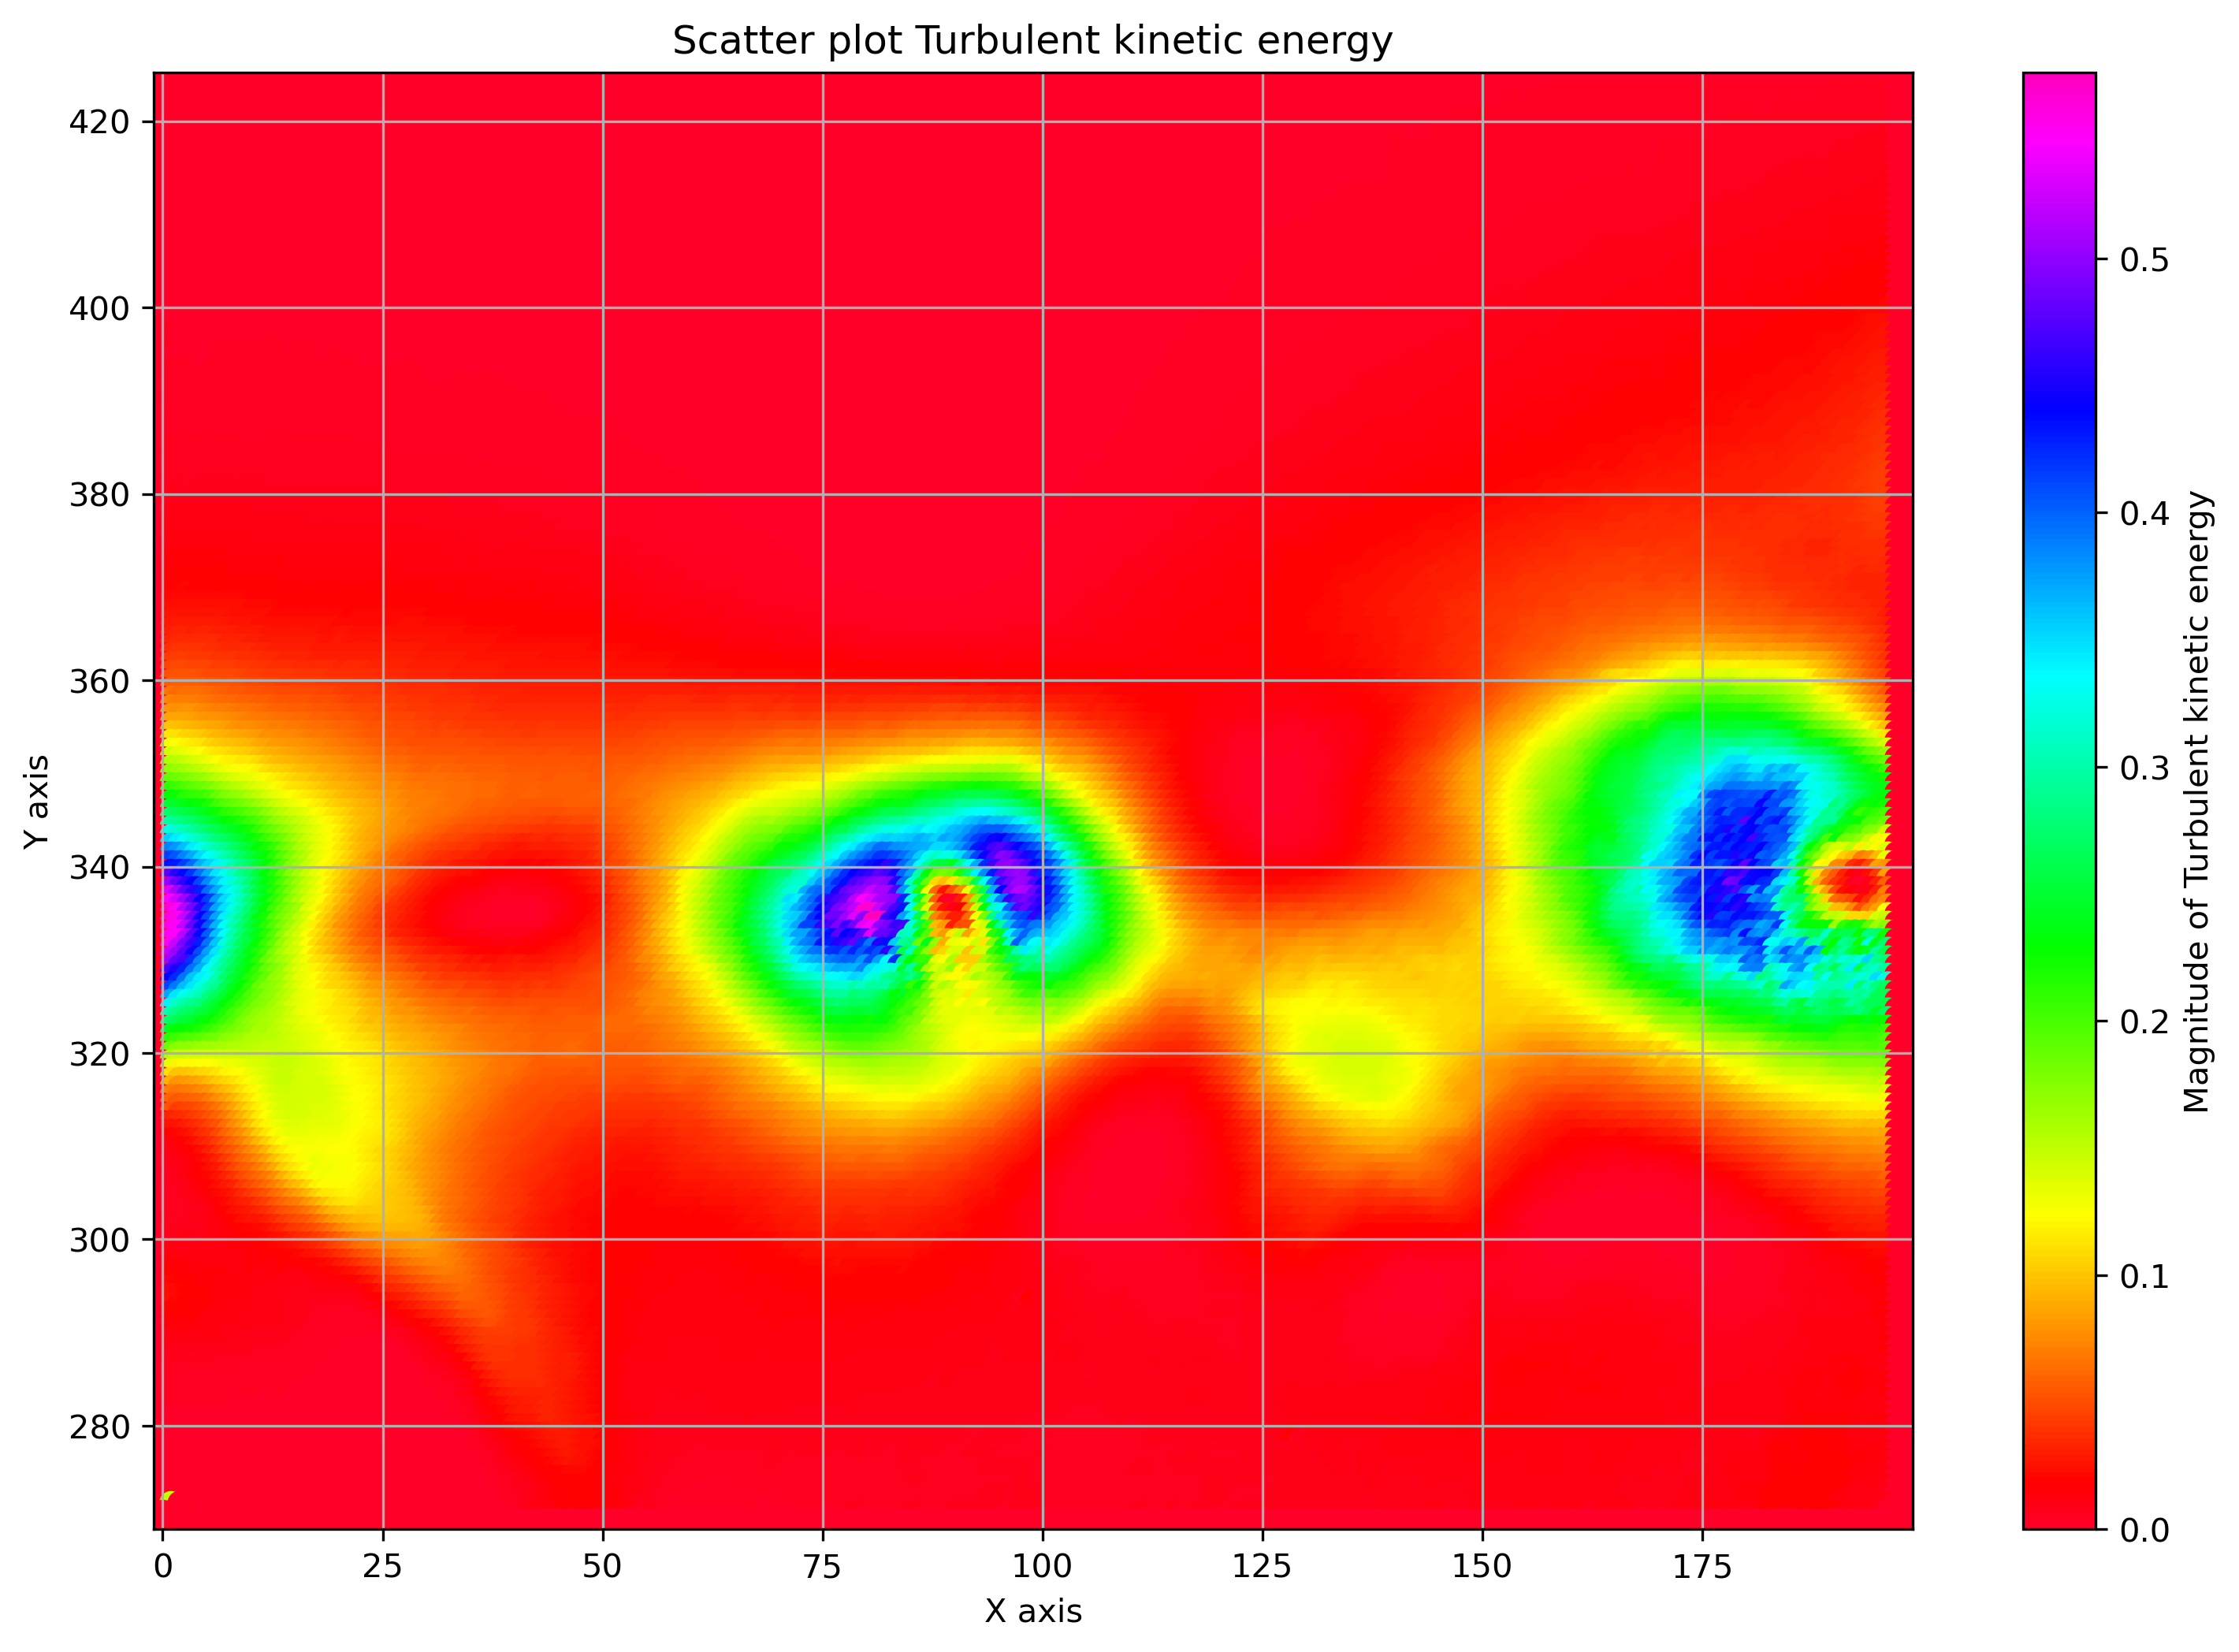 Scatter plot Turbulent kinetic energy
420
400
380
360
340
320
300
280
Y axis
0 25 50 75 100 125 150 175
X axis
0.5
0.4
0.3
0.2
0.1
0.0
Magnitude of Turbulent kinetic energy